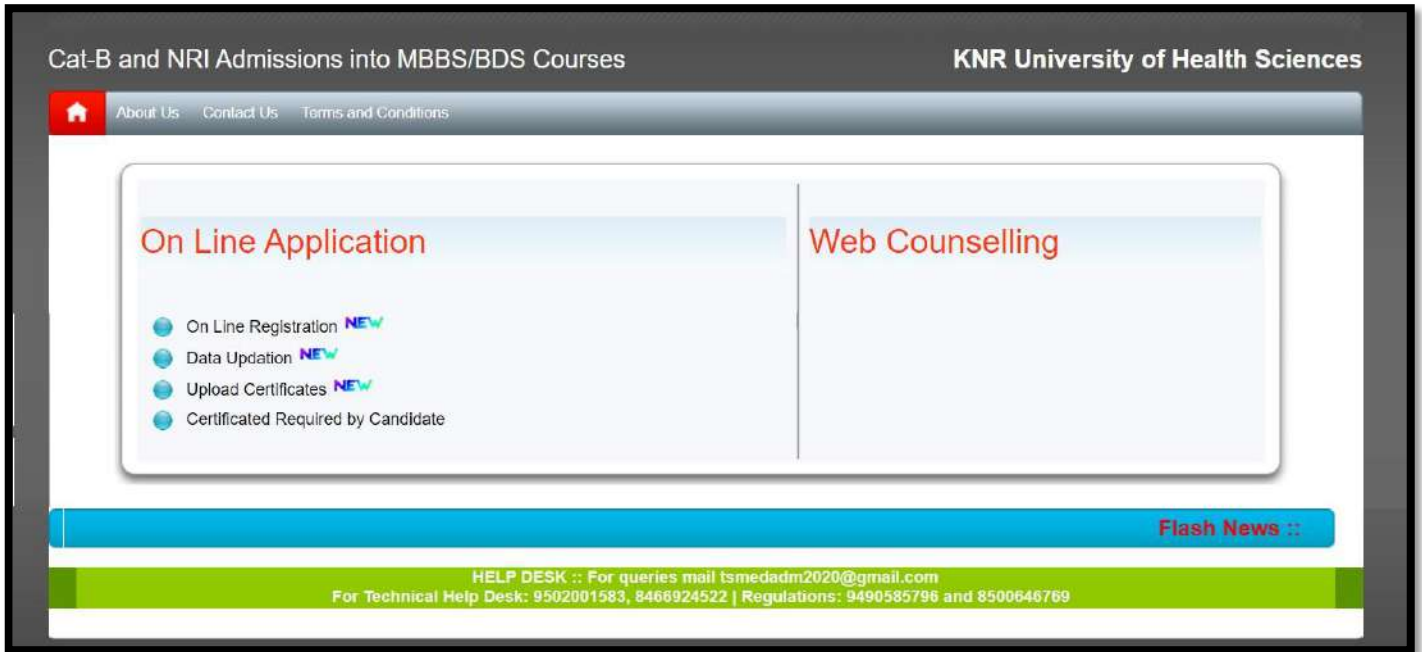 Cat-B and NRI Admissions into MBBS/BDS Courses
KNR University of Health Sciences
About Us Contact Us Terms and Conditions
On Line Application
On Line Registration NEW
Data Updation NEW
Upload Certificates NEW
Certificated Required by Candidate
Web Counselling
Flash News ::
HELP DESK :: For queries mail tsmedadm2020@gmail.com
For Technical Help Desk: 9502001583, 8466924522 | Regulations: 9490585796 and 8500646769